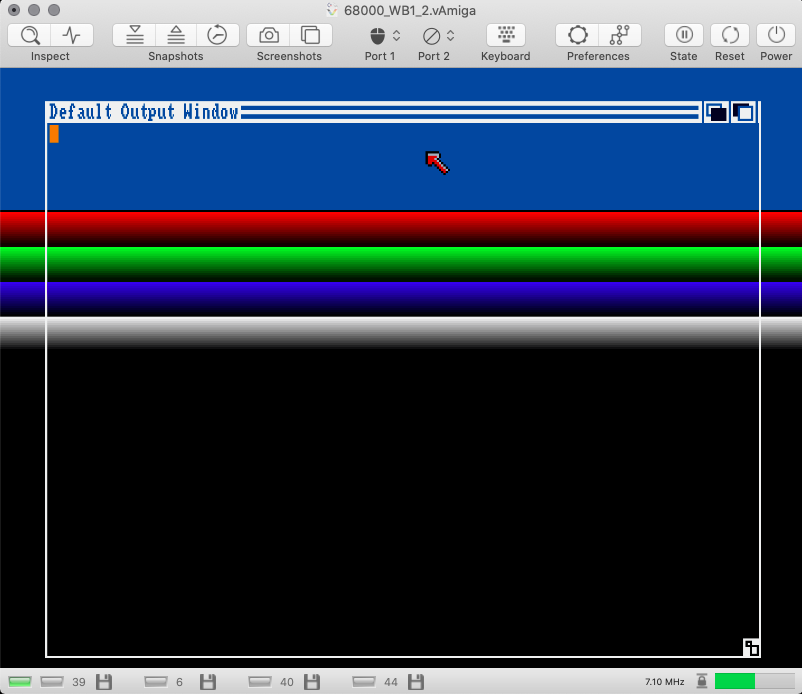 68000_WB1_2.vAmiga
Inspect
Snapshots
Screenshots
Port 1
Port 2
Keyboard
Preferences
State
Reset
Power
Default Output Window
39
6
40
44
7.10 MHz